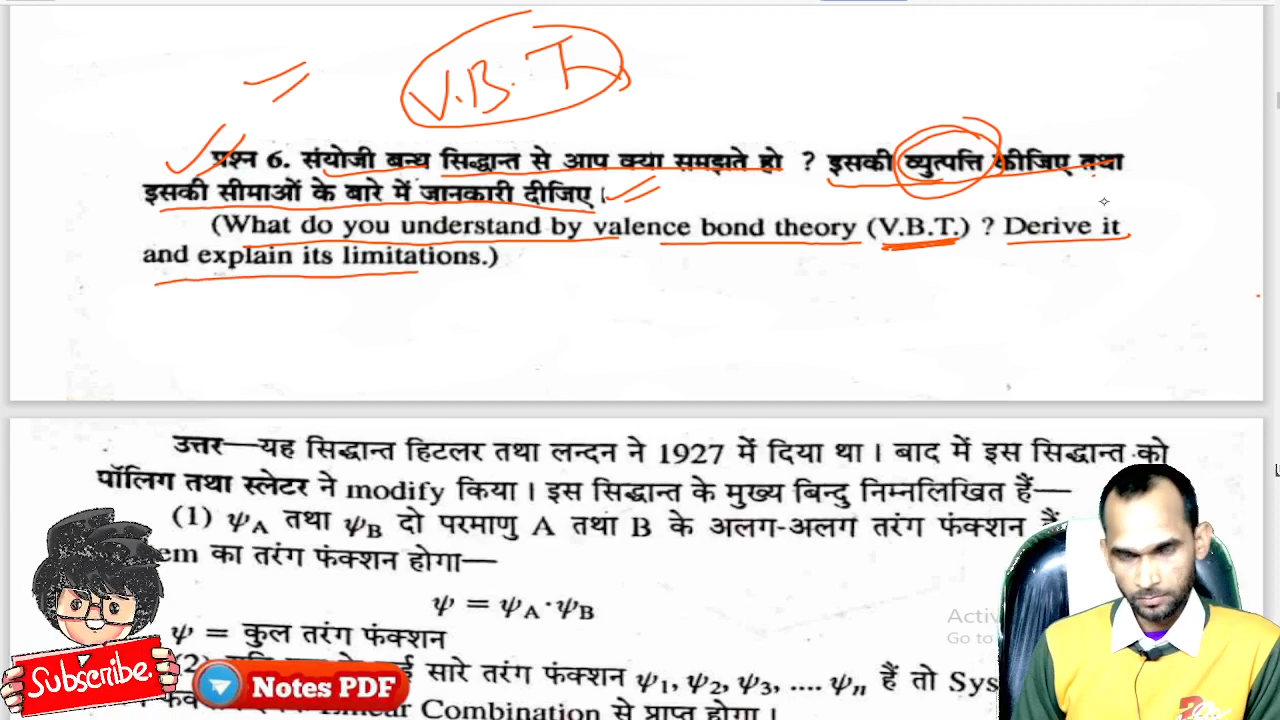 V.B.T.
प्रश्न 6. संयोजी बन्ध सिद्धान्त से आप क्या समझते हो ? इसकी व्युत्पत्ति कीजिए तथा
इसकी सीमाओं के बारे में जानकारी दीजिए।
(What do you understand by valence bond theory (V.B.T.) ? Derive it
and explain its limitations.)
उत्तर—यह सिद्धान्त हिटलर तथा लन्दन ने 1927 में दिया था। बाद में इस सिद्धान्त को
पॉलिग तथा स्लेटर ने modify किया। इस सिद्धान्त के मुख्य बिन्दु निम्नलिखित हैं—
(1) ψA तथा ψB दो परमाणु A तथा B के अलग-अलग तरंग फंक्शन
em का तरंग फंक्शन होगा—
ψ = ψA·ψB
ψ = कुल तरंग फंक्शन
(2) सारे तरंग फंक्शन ψ1, ψ2, ψ3, .... ψn हैं तो Sys
Combination से प्राप्त होगा।
Activ
Go to
Subscribe
Notes PDF